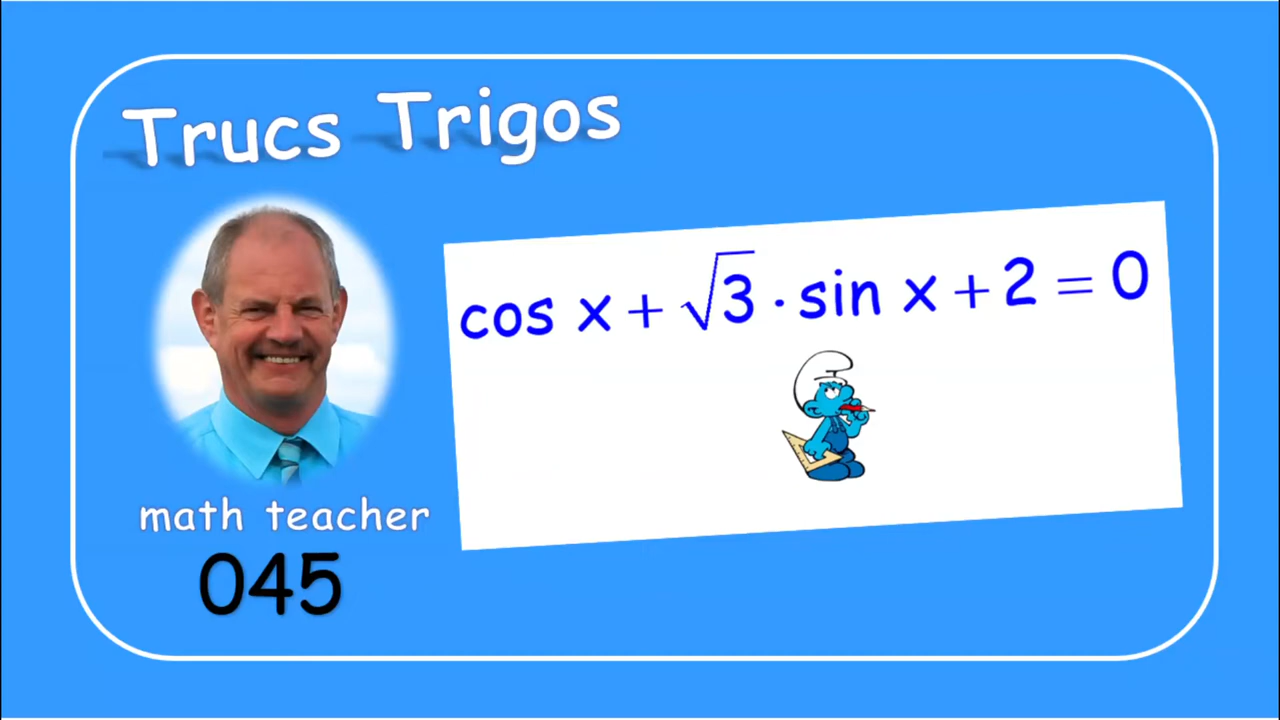 Trucs Trigos
cos x + √3 · sin x + 2 = 0
math teacher
045